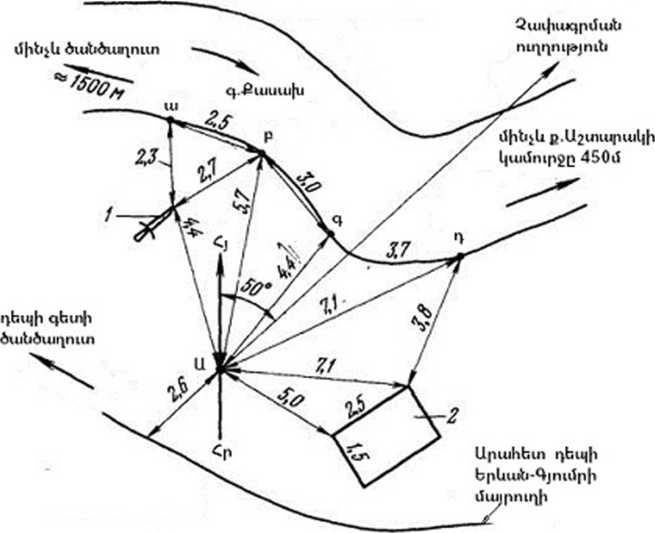 Չափագրման
ուղղություն
մինչև ծանծաղուտ
≈ 1500 մ
գ.Քասախ
ա
2,5
բ
մինչև ք.Աշտարակի
կամուրջը 450մ
2,3
2,7
3,0
1
5,7
գ
3,7
դ
4,4
Հյ
4,4
50°
7,1
3,8
դեպի գետի
ծանծաղուտ
Ա
7,1
2,6
5,0
2,5
2
1,5
Հր
Արահետ դեպի
Երևան-Գյումրի
մայրուղի